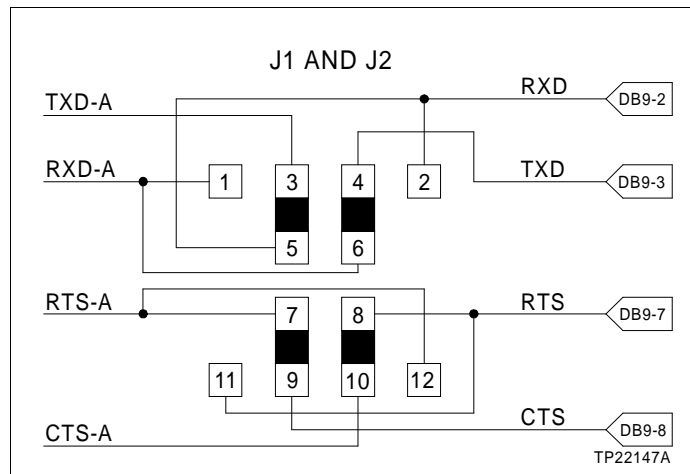 J1 AND J2
TXD-A
RXD
DB9-2
RXD-A
1
3
4
2
TXD
DB9-3
5
6
RTS-A
7
8
RTS
DB9-7
11
9
10
12
CTS-A
CTS
DB9-8
TP22147A